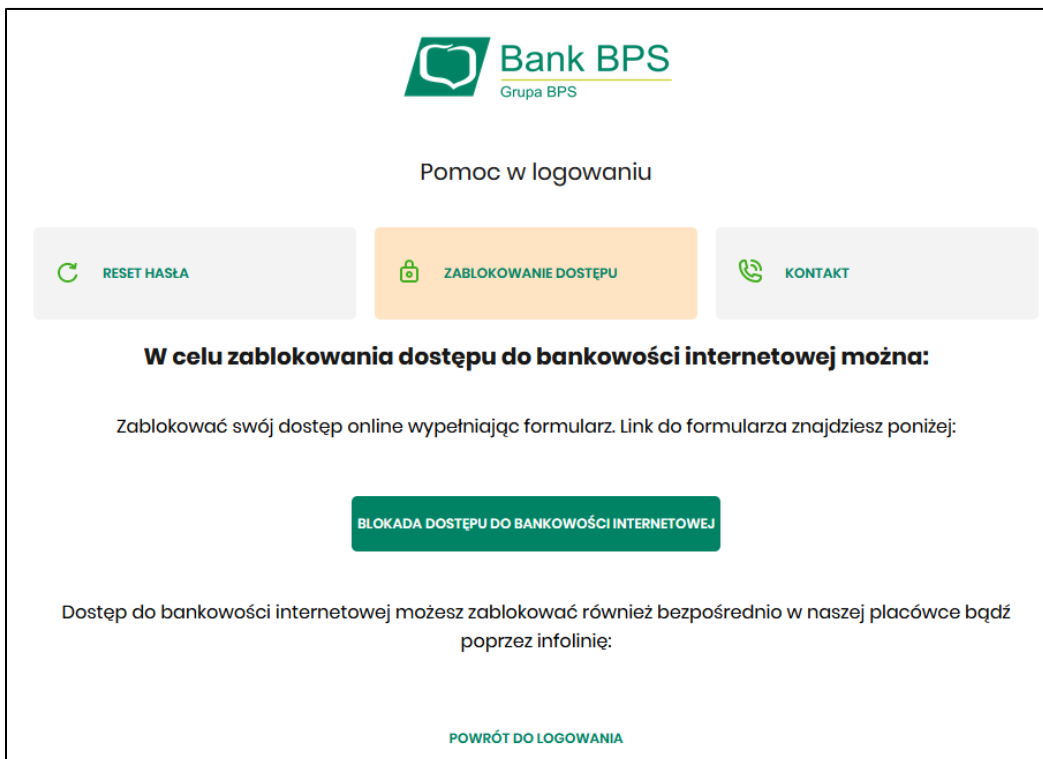 Bank BPS
Grupa BPS
Pomoc w logowaniu
RESET HASŁA
ZABLOKOWANIE DOSTĘPU
KONTAKT
W celu zablokowania dostępu do bankowości internetowej można:
Zablokować swój dostęp online wypełniając formularz. Link do formularza znajdziesz poniżej:
BLOKADA DOSTĘPU DO BANKOWOŚCI INTERNETOWEJ
Dostęp do bankowości internetowej możesz zablokować również bezpośrednio w naszej placówce bądź
poprzez infolinię:
POWRÓT DO LOGOWANIA